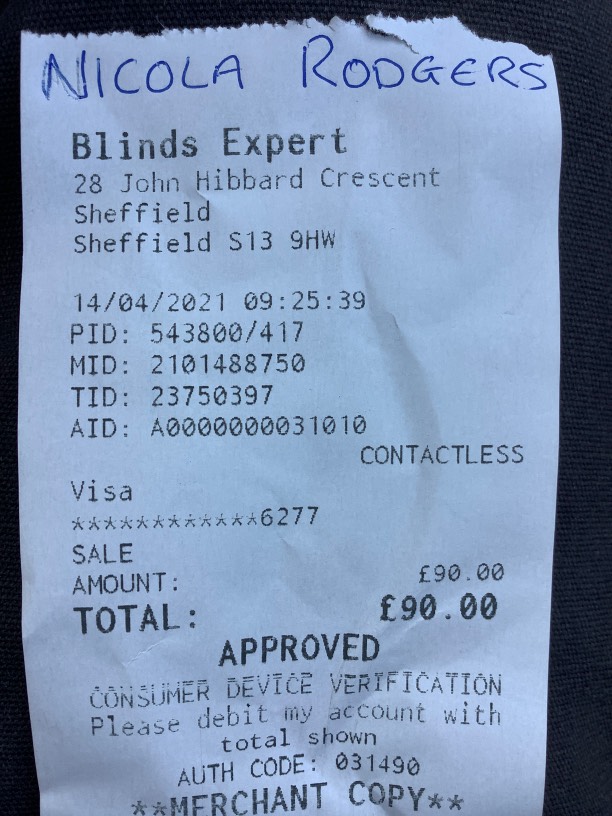 NICOLA RODGERS
Blinds Expert
28 John Hibbard Crescent
Sheffield
Sheffield S13 9HW
14/04/2021 09:25:39
PID: 543800/417
MID: 2101488750
TID: 23750397
AID: A0000000031010
CONTACTLESS
Visa
************6277
SALE
AMOUNT: £90.00
TOTAL: £90.00
APPROVED
CONSUMER DEVICE VERIFICATION
Please debit my account with
total shown
AUTH CODE: 031490
**MERCHANT COPY**